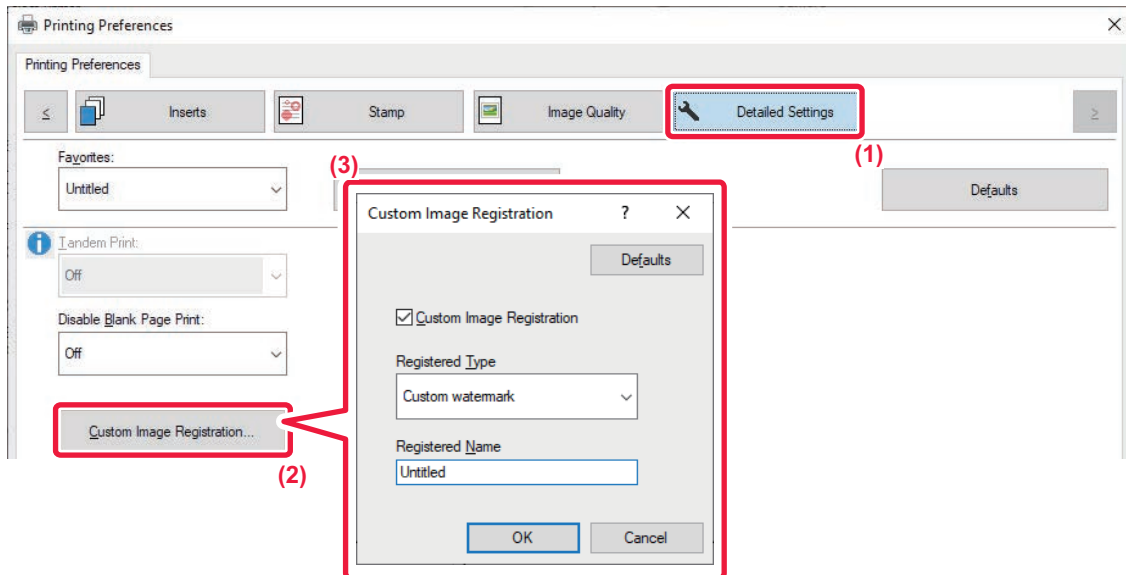 Printing Preferences
Printing Preferences
≤ Inserts Stamp Image Quality Detailed Settings ≥
(1)
Favorites:
Untitled
Defaults
Tandem Print:
Off
Disable Blank Page Print:
Off
Custom Image Registration...
(2)
(3)
Custom Image Registration ?
Defaults
Custom Image Registration
Registered Type
Custom watermark
Registered Name
Untitled
OK Cancel